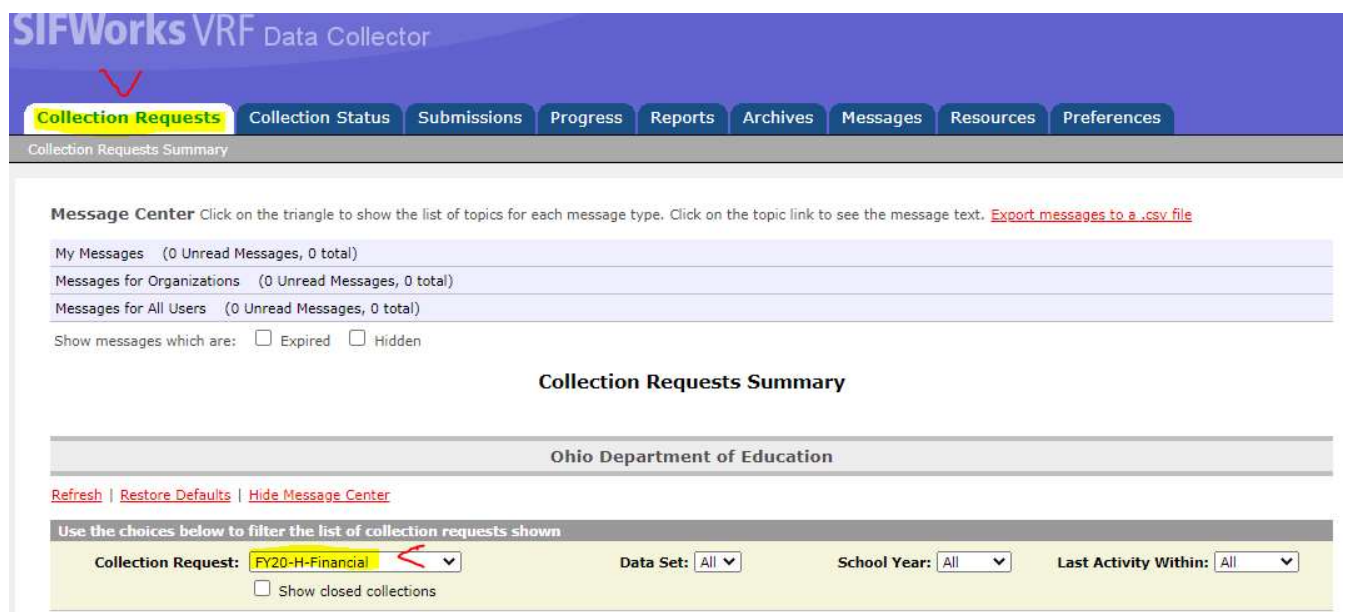 SIFWorks VRF Data Collector
Collection Requests Collection Status Submissions Progress Reports Archives Messages Resources Preferences
Collection Requests Summary
Message Center Click on the triangle to show the list of topics for each message type. Click on the topic link to see the message text. Export messages to a .csv file
My Messages (0 Unread Messages, 0 total)
Messages for Organizations (0 Unread Messages, 0 total)
Messages for All Users (0 Unread Messages, 0 total)
Show messages which are: Expired Hidden
Collection Requests Summary
Ohio Department of Education
Refresh | Restore Defaults | Hide Message Center
Use the choices below to filter the list of collection requests shown
Collection Request: FY20-H-Financial Data Set: All School Year: All Last Activity Within: All
Show closed collections